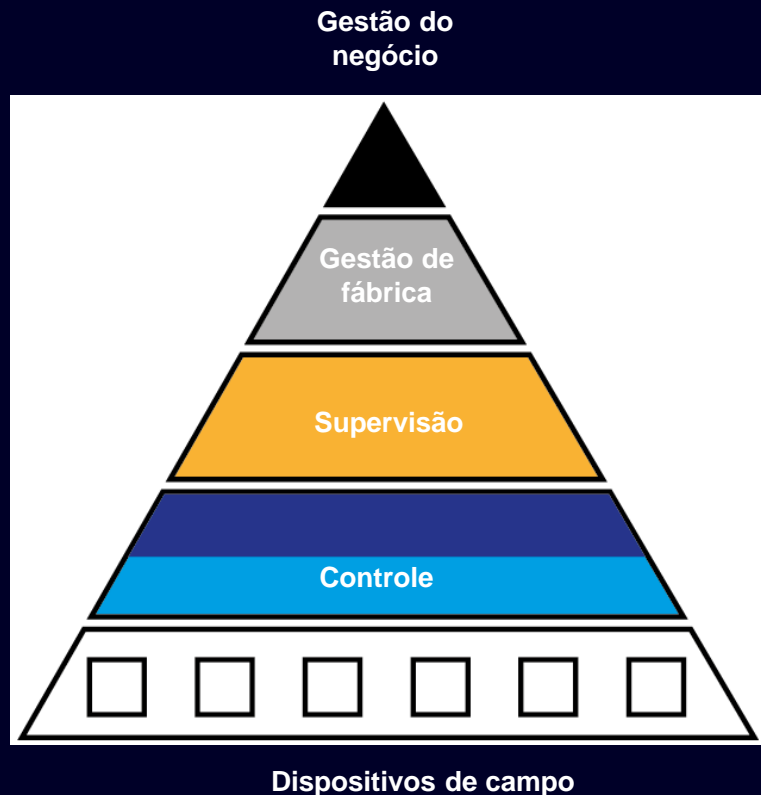 Gestão do
negócio
Gestão de
fábrica
Supervisão
Controle
Dispositivos de campo